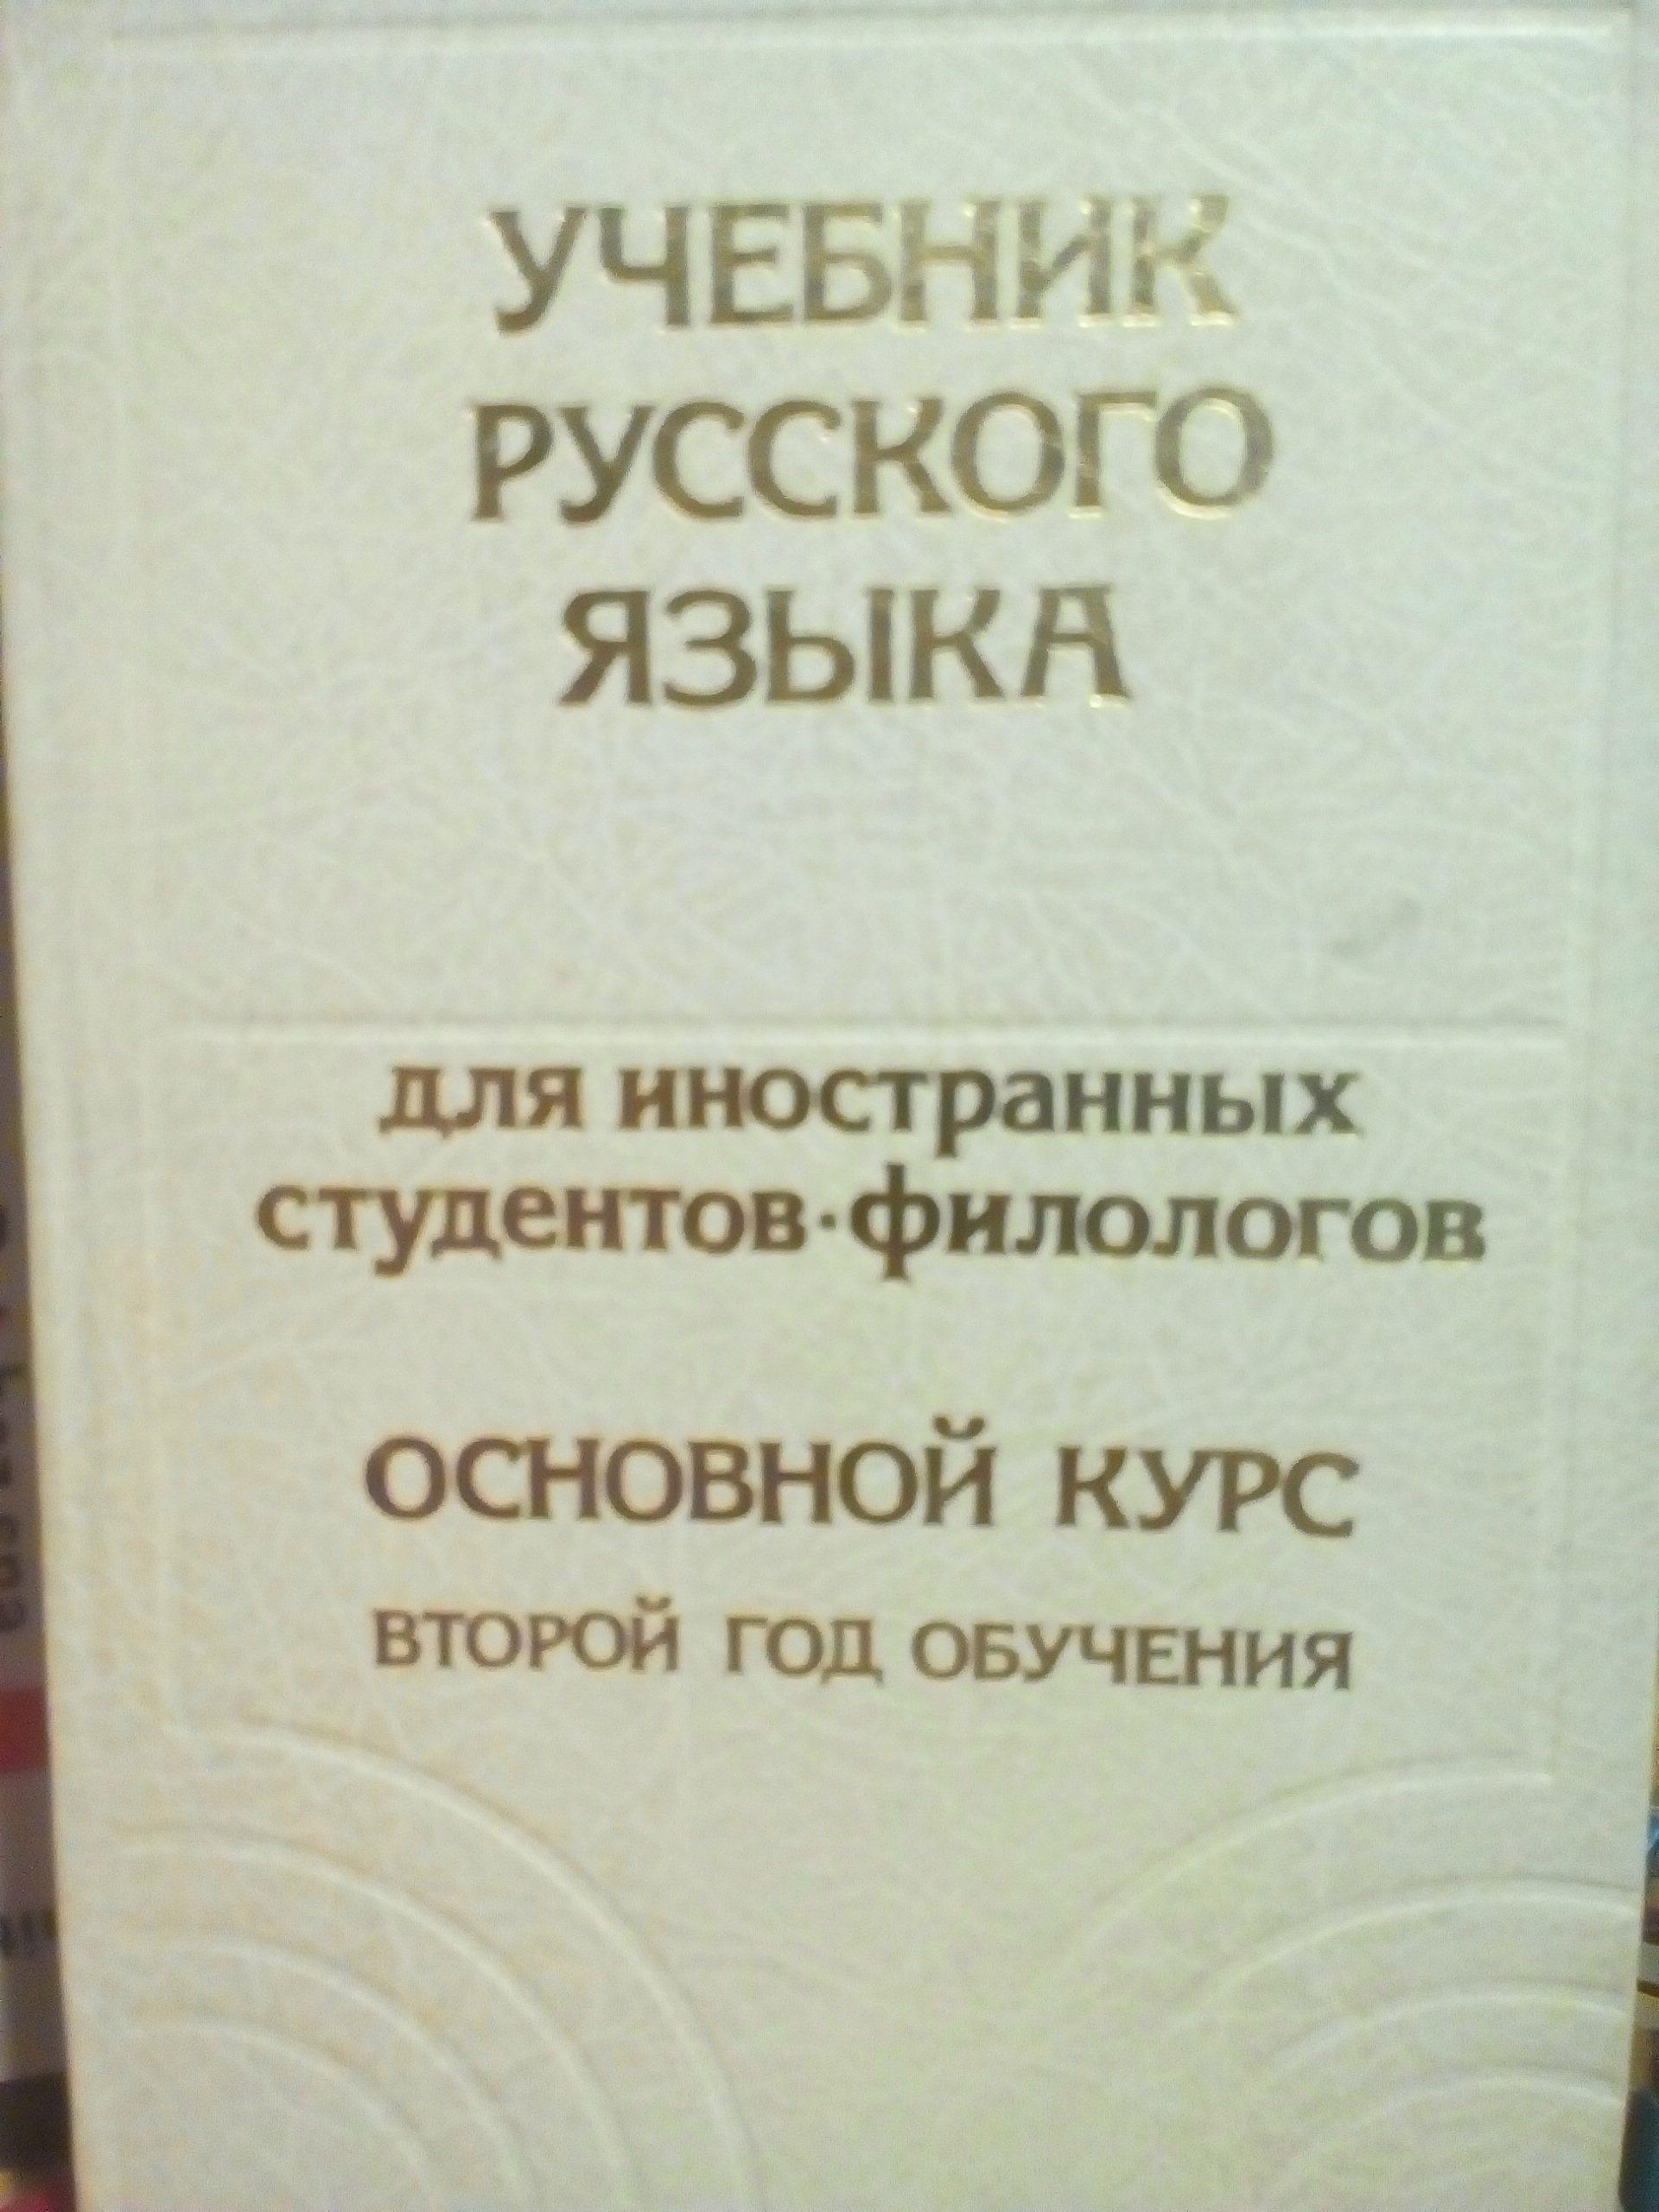 УЧЕБНИК
РУССКОГО
ЯЗЫКА
для иностранных
студентов-филологов
ОСНОВНОЙ КУРС
ВТОРОЙ ГОД ОБУЧЕНИЯ